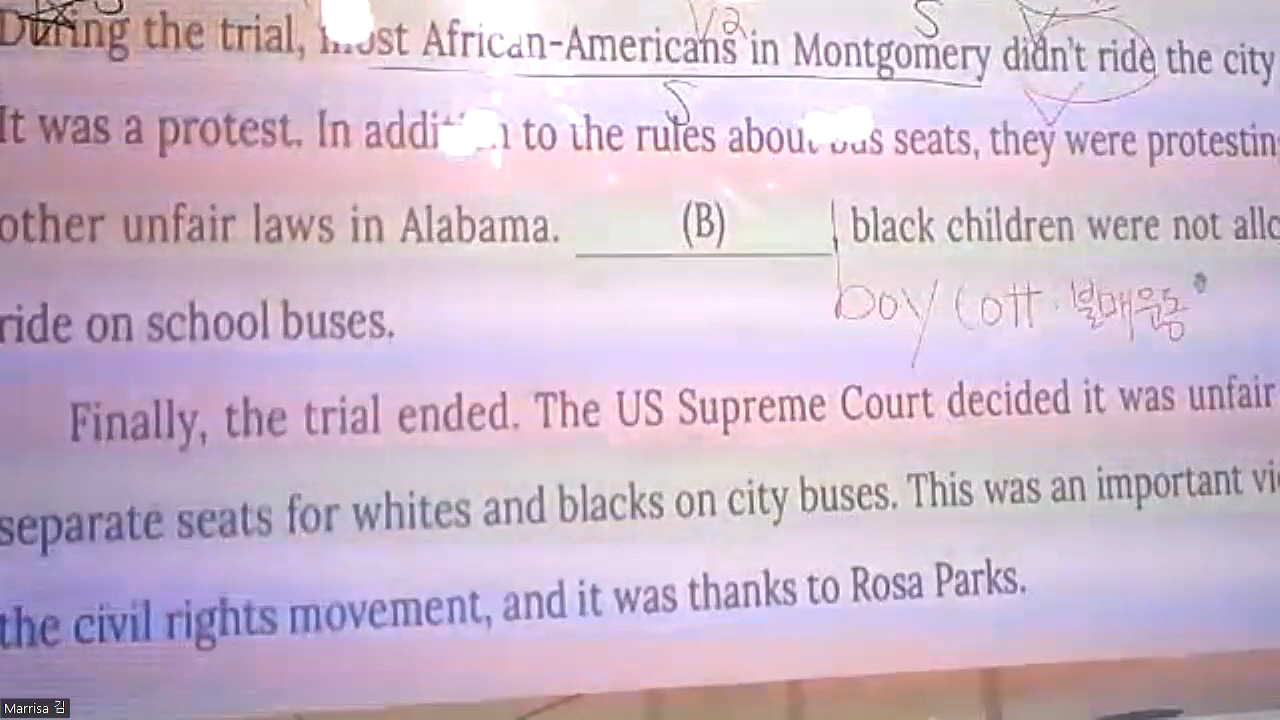 During the trial, most African-Americans in Montgomery didn't ride the city
It was a protest. In addition to the rules about bus seats, they were protestin
other unfair laws in Alabama. (B) , black children were not allo
ride on school buses.
boycott · 불매운동
Finally, the trial ended. The US Supreme Court decided it was unfair
separate seats for whites and blacks on city buses. This was an important vic
the civil rights movement, and it was thanks to Rosa Parks.
Marrisa 김